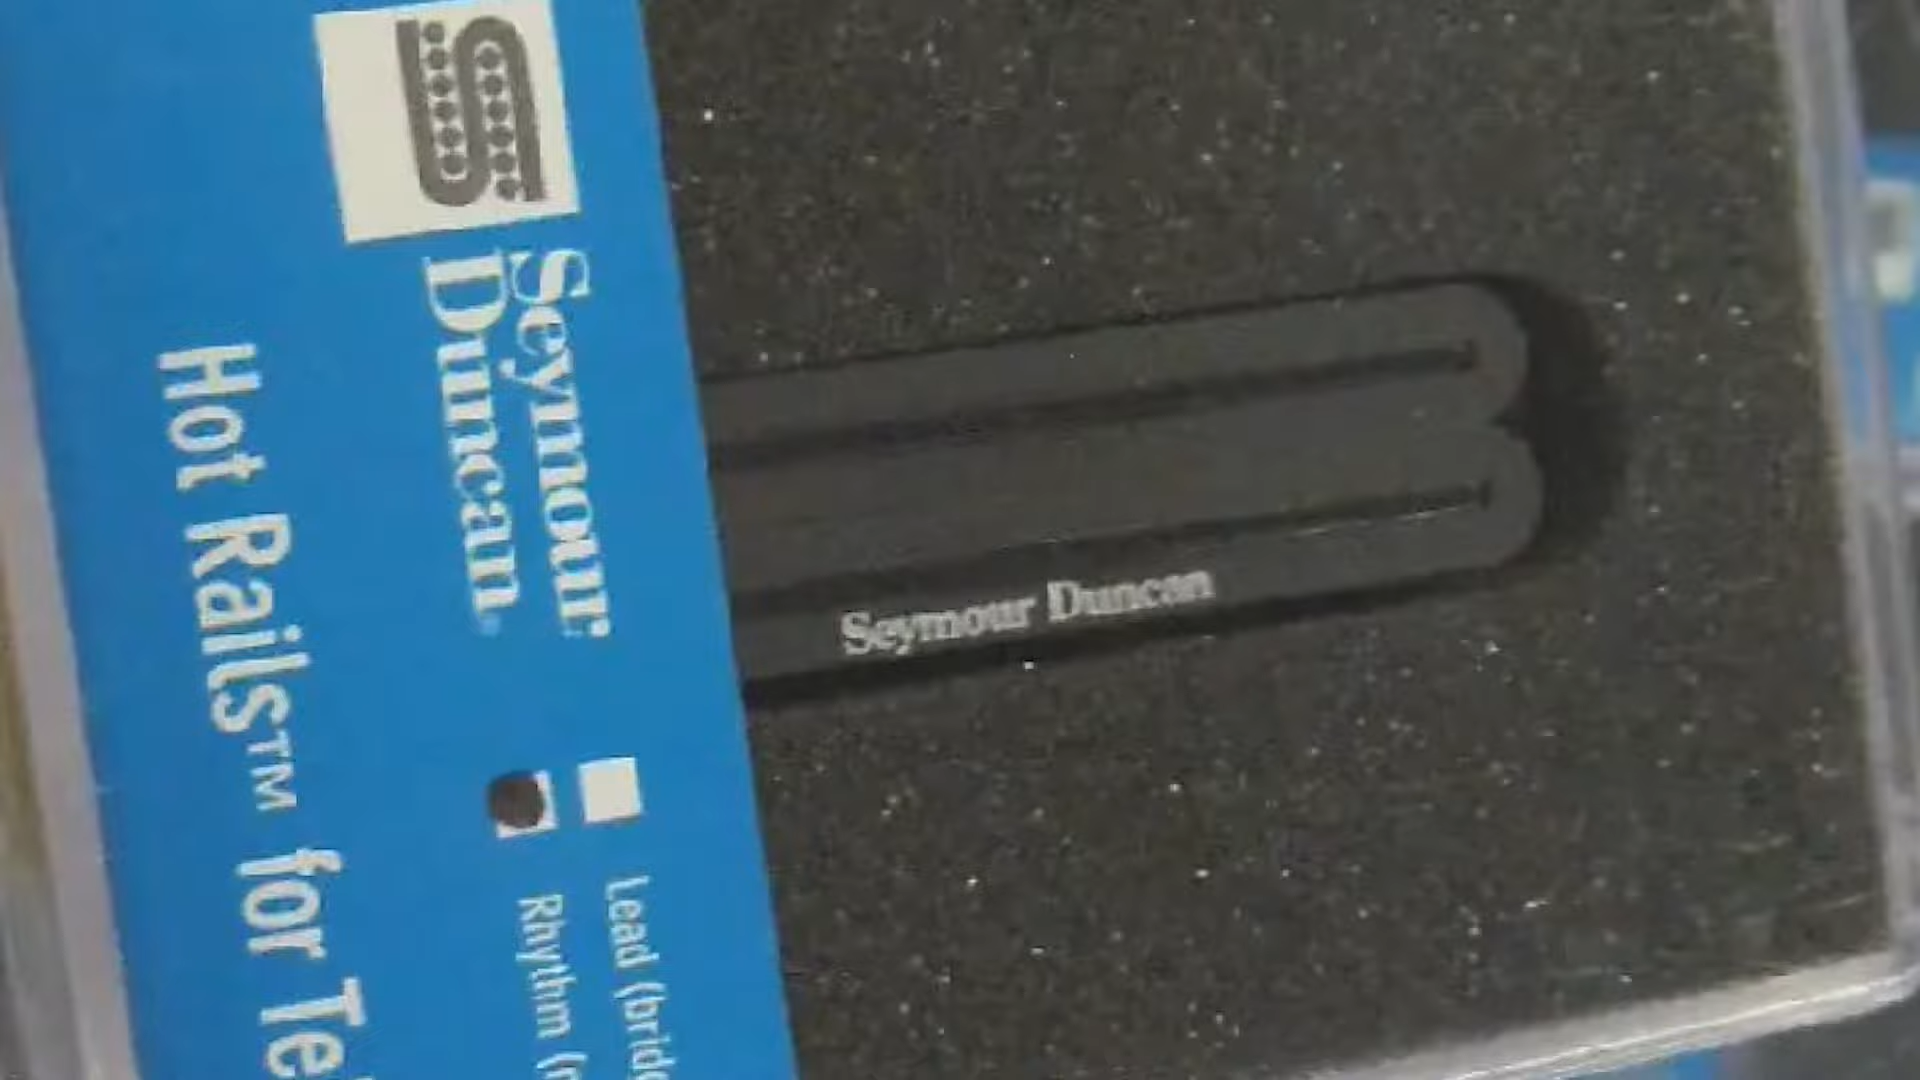 Seymour
Duncan
Hot Rails™ for Te
Lead (brid
Rhythm (
Seymour Duncan